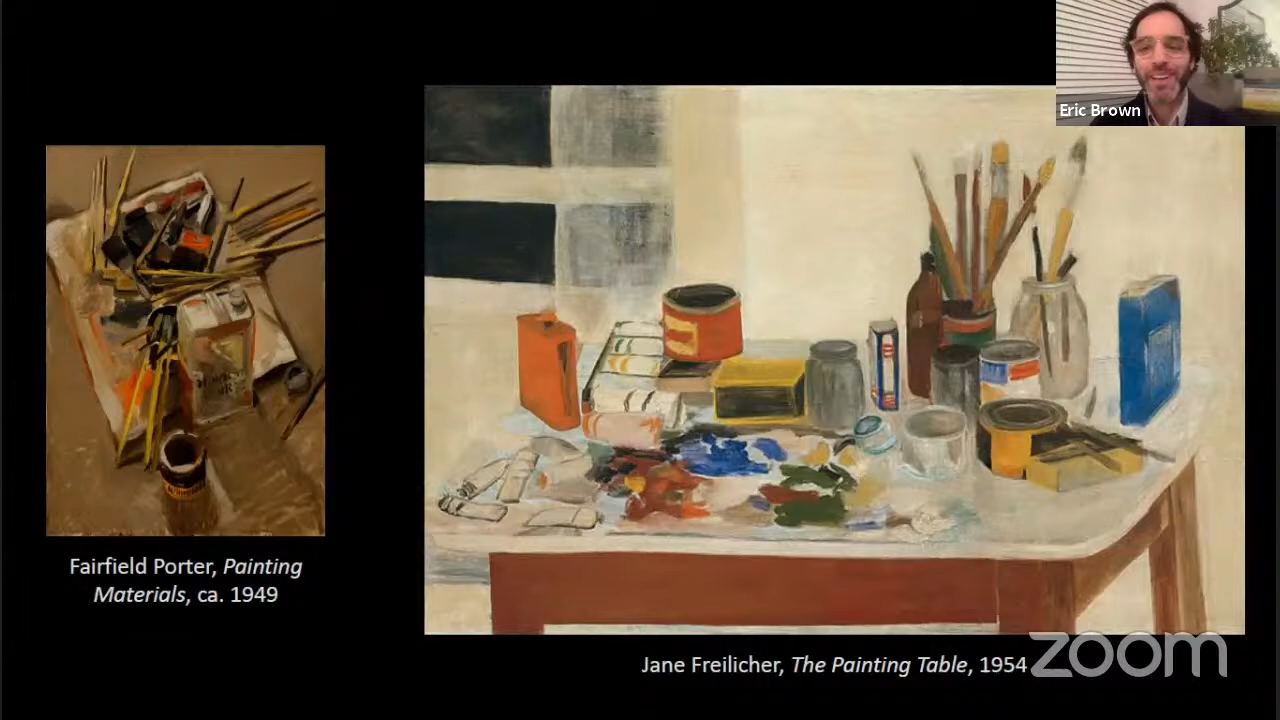 Eric Brown
Fairfield Porter, Painting
Materials, ca. 1949
Jane Freilicher, The Painting Table, 1954
zoom